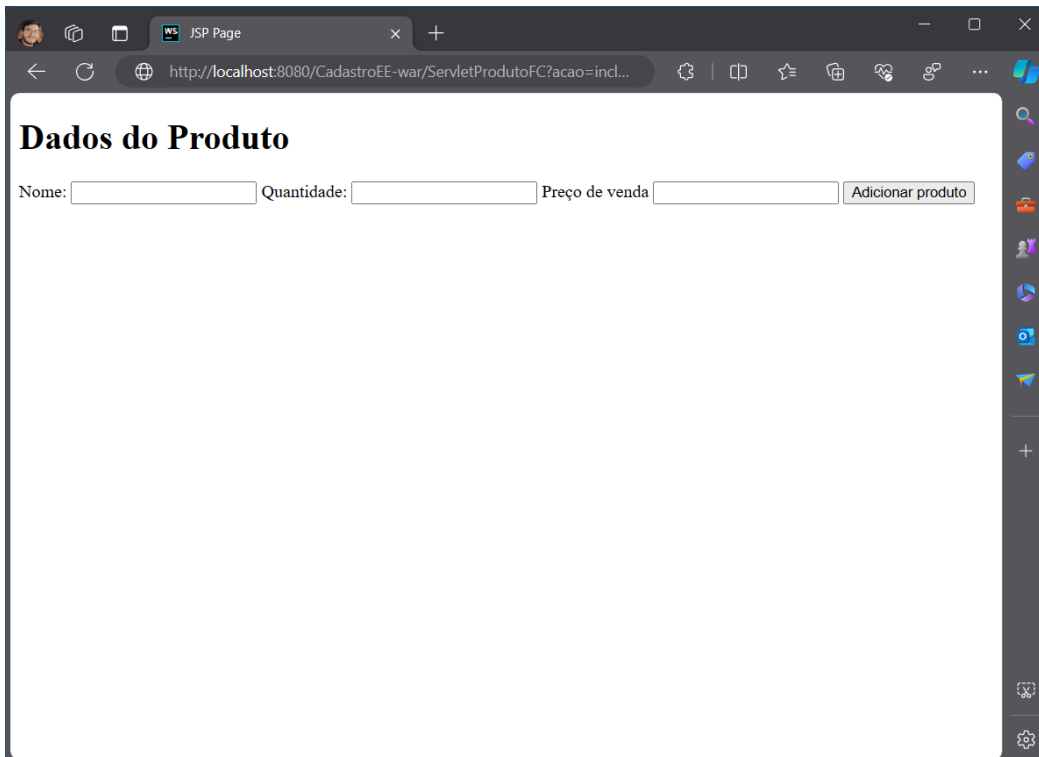 WS JSP Page
http://localhost:8080/CadastroEE-war/ServletProdutoFC?acao=incl...
Dados do Produto
Nome: Quantidade: Preço de venda Adicionar produto